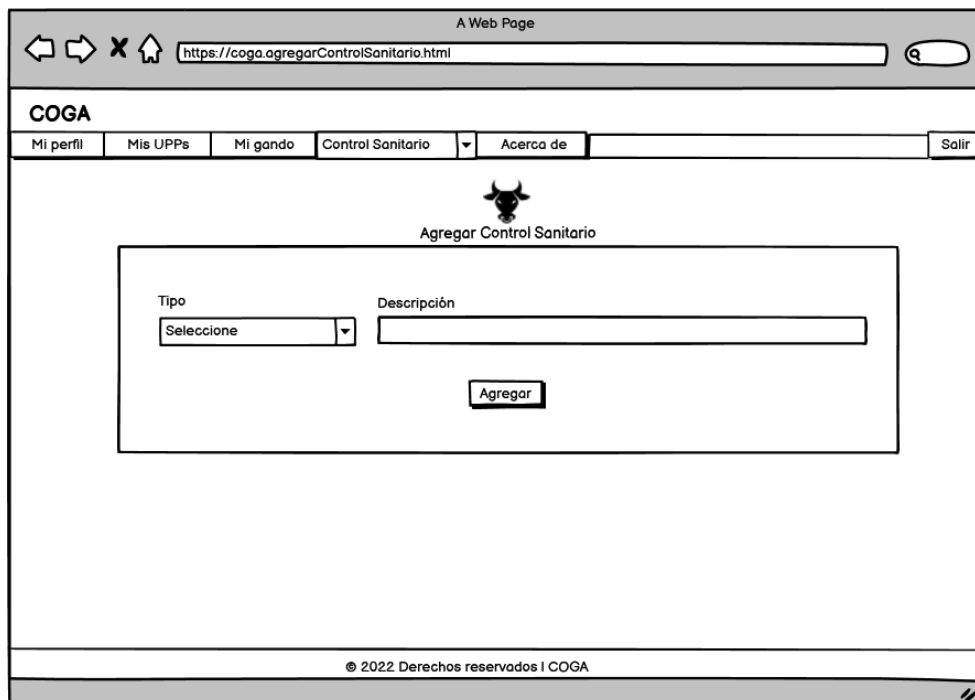 A Web Page
https://coga.agregarControlSanitario.html
COGA
Mi perfil Mis UPPs Mi gando Control Sanitario Acerca de Salir
Agregar Control Sanitario
Tipo Descripción
Seleccione
Agregar
© 2022 Derechos reservados | COGA